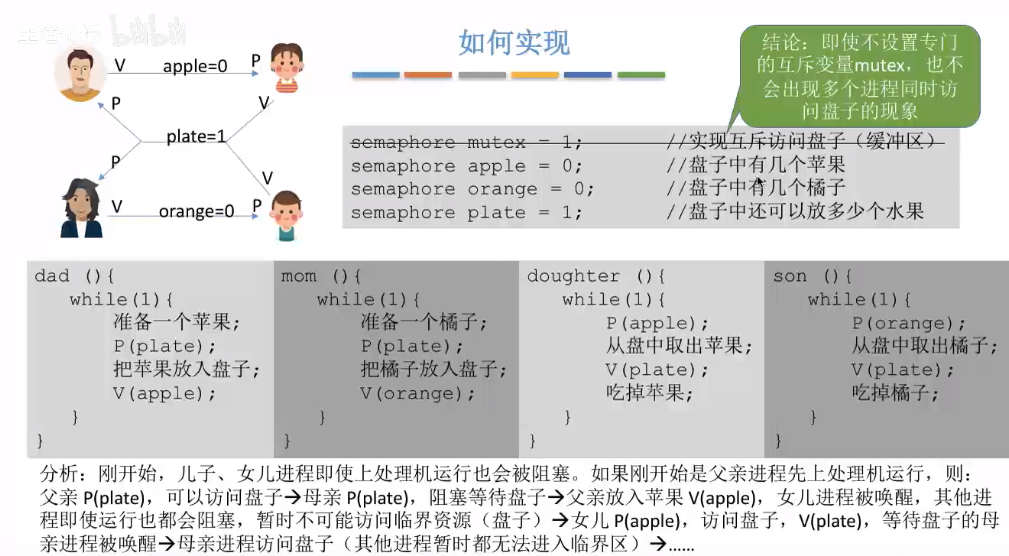 如何实现
结论：即使不设置专门
的互斥变量mutex，也不
会出现多个进程同时访
问盘子的现象
V apple=0 P
P V
plate=1
P V
V orange=0 P
semaphore mutex = 1; //实现互斥访问盘子（缓冲区）
semaphore apple = 0; //盘子中有几个苹果
semaphore orange = 0; //盘子中有几个橘子
semaphore plate = 1; //盘子中还可以放多少个水果
dad (){
while(1){
准备一个苹果;
P(plate);
把苹果放入盘子;
V(apple);
}
}
mom (){
while(1){
准备一个橘子;
P(plate);
把橘子放入盘子;
V(orange);
}
}
doughter (){
while(1){
P(apple);
从盘中取出苹果;
V(plate);
吃掉苹果;
}
}
son (){
while(1){
P(orange);
从盘中取出橘子;
V(plate);
吃掉橘子;
}
}
分析：刚开始，儿子、女儿进程即使上处理机运行也会被阻塞。如果刚开始是父亲进程先上处理机运行，则：
父亲 P(plate)，可以访问盘子→母亲 P(plate)，阻塞等待盘子→父亲放入苹果 V(apple)，女儿进程被唤醒，其他进
程即使运行也都会阻塞，暂时不可能访问临界资源（盘子）→女儿 P(apple)，访问盘子，V(plate)，等待盘子的母
亲进程被唤醒→母亲进程访问盘子（其他进程暂时都无法进入临界区）→......